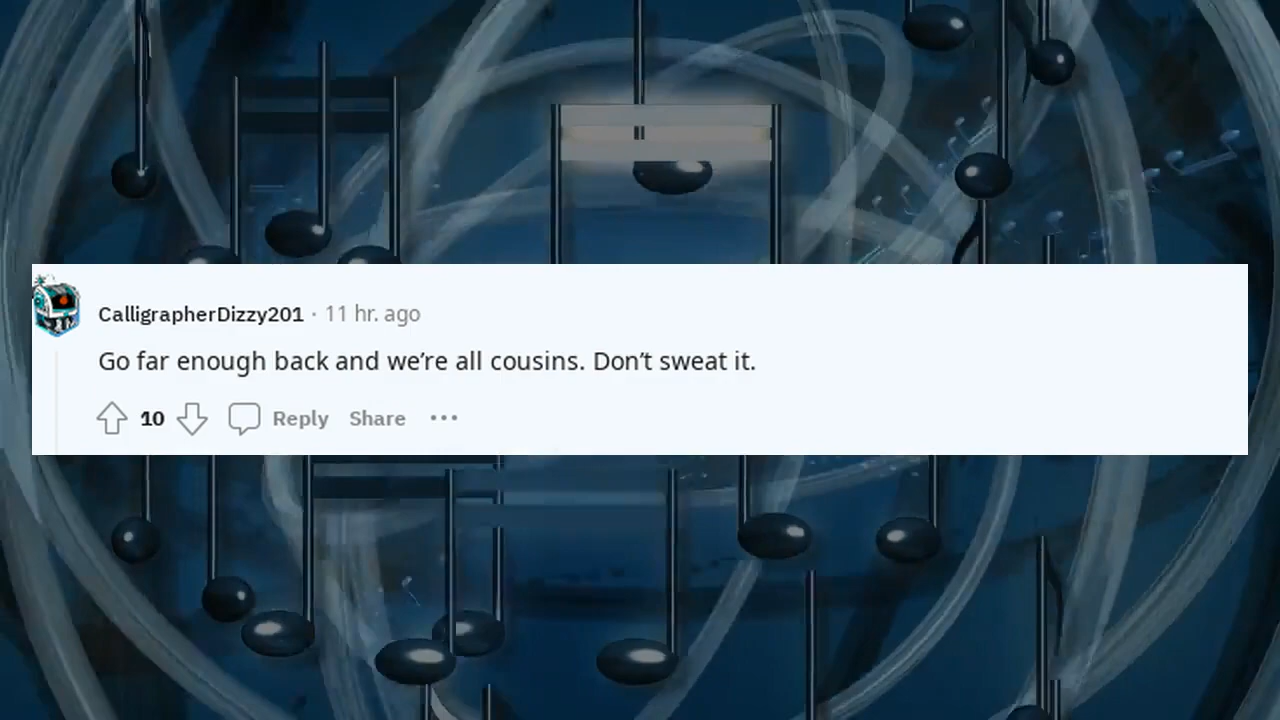 CalligrapherDizzy201 · 11 hr. ago
Go far enough back and we’re all cousins. Don’t sweat it.
10 Reply Share ···